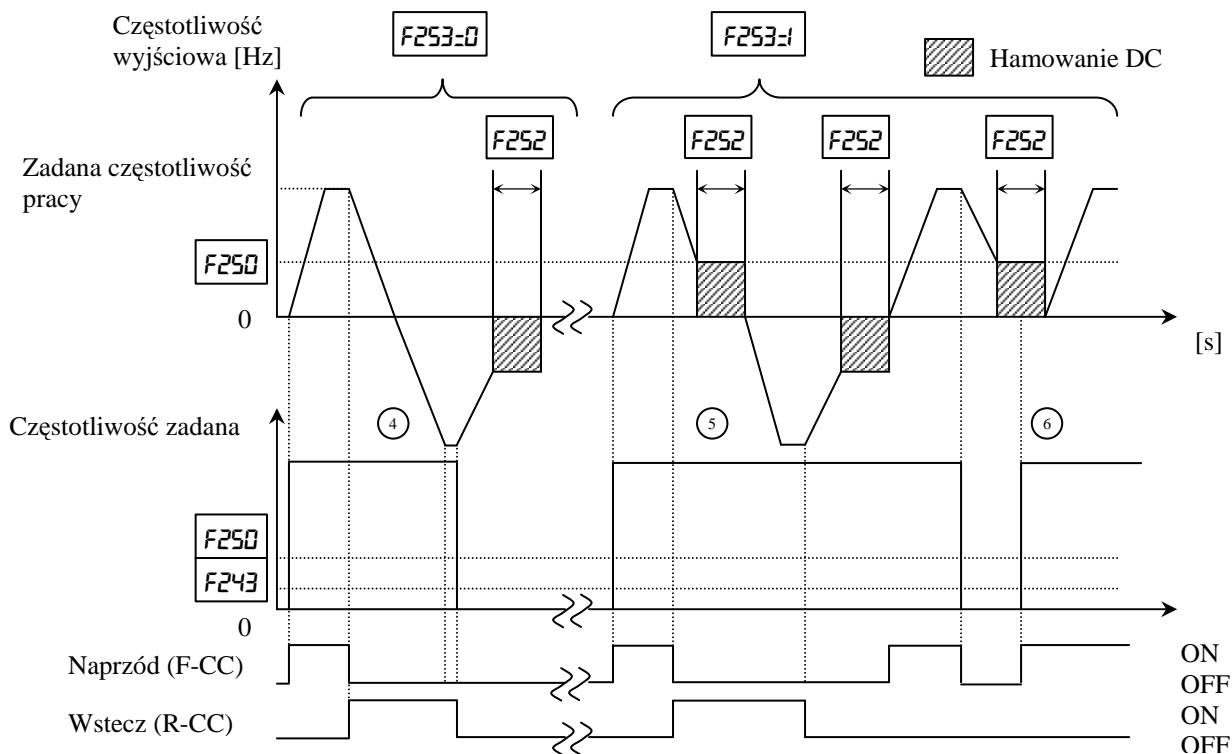 Częstotliwość
wyjściowa [Hz]
F253=0
F253=1
Hamowanie DC
F252
F252
F252
F252
Zadana częstotliwość
pracy
F250
0
[s]
4
5
6
Częstotliwość zadana
F250
F243
0
Naprzód (F-CC)
ON
OFF
Wstecz (R-CC)
ON
OFF